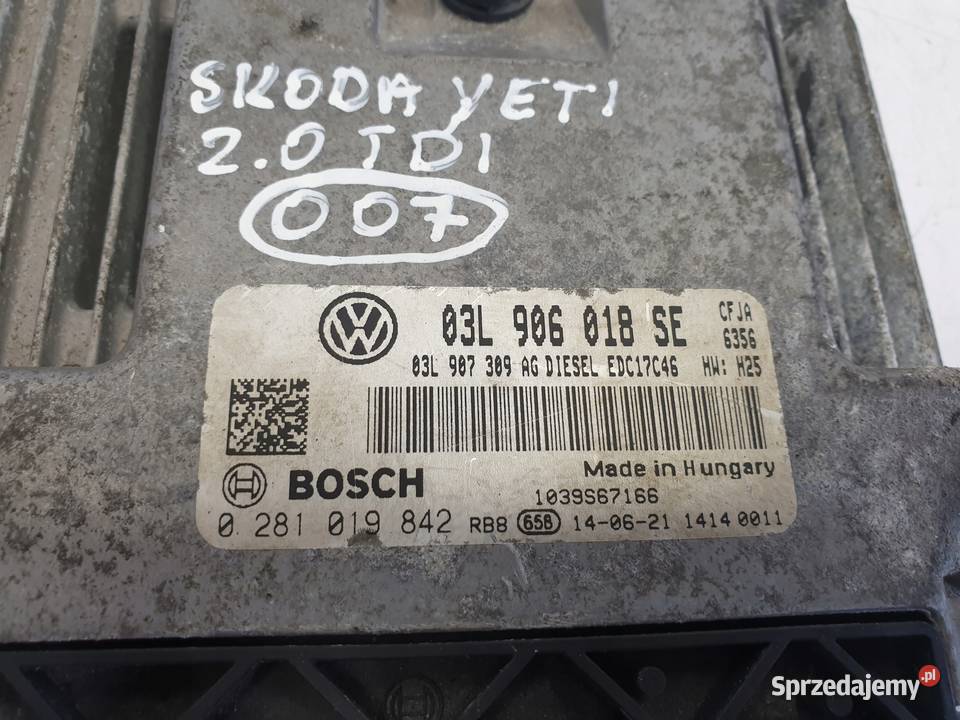 SKODA YETI
2.0 TDI
007
03L 906 018 SE
CFJA
6356
03L 907 309 AG DIESEL EDC17C46
HW: H25
Made in Hungary
BOSCH
1039S67166
0 281 019 842 RB8 658 14-06-21 1414 0011
Sprzedajemy.pl